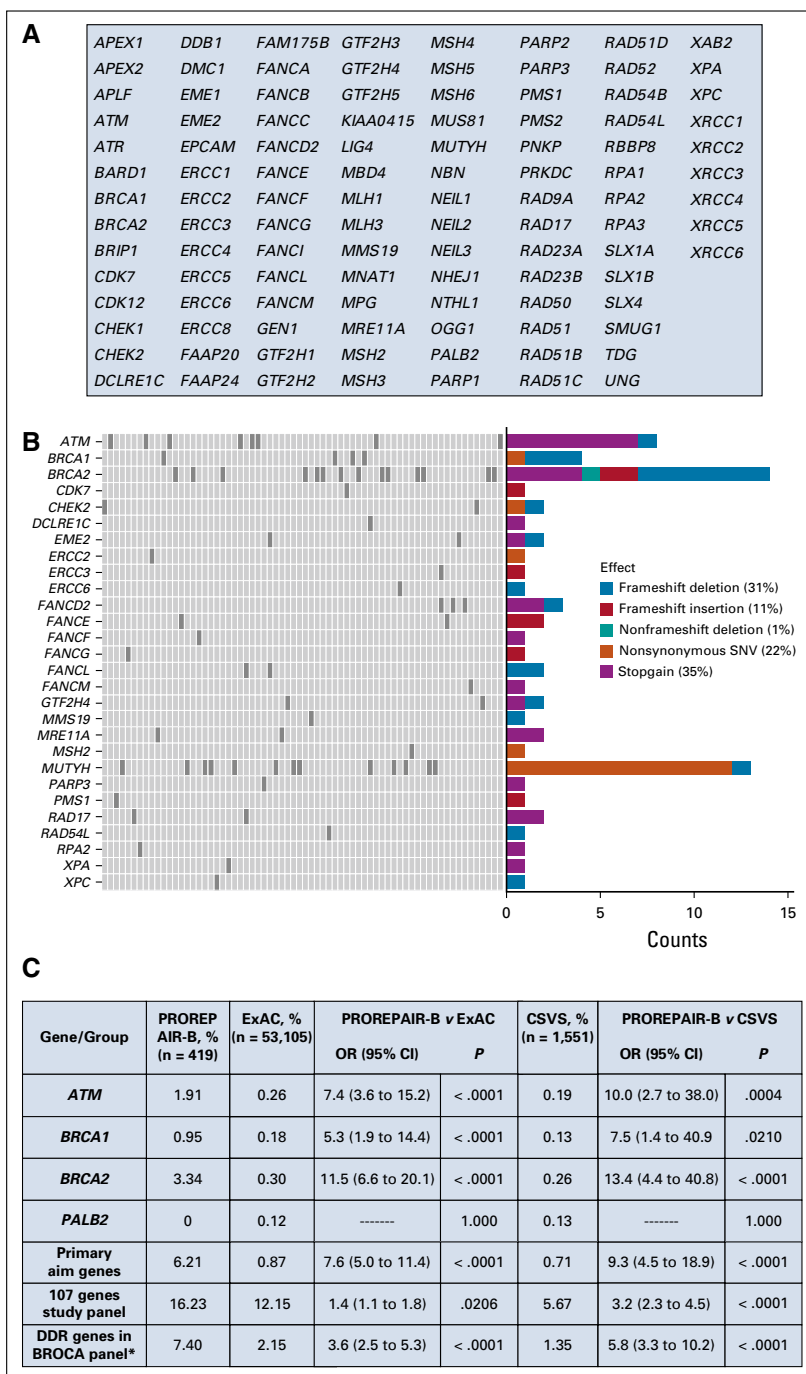 A
APEX1 DDB1 FAM175B GTF2H3 MSH4 PARP2 RAD51D XAB2
APEX2 DMC1 FANCA GTF2H4 MSH5 PARP3 RAD52 XPA
APLF EME1 FANCB GTF2H5 MSH6 PMS1 RAD54B XPC
ATM EME2 FANCC KIAA0415 MUS81 PMS2 RAD54L XRCC1
ATR EPCAM FANCD2 LIG4 MUTYH PNKP RBBP8 XRCC2
BARD1 ERCC1 FANCE MBD4 NBN PRKDC RPA1 XRCC3
BRCA1 ERCC2 FANCF MLH1 NEIL1 RAD9A RPA2 XRCC4
BRCA2 ERCC3 FANCG MLH3 NEIL2 RAD17 RPA3 XRCC5
BRIP1 ERCC4 FANCI MMS19 NEIL3 RAD23A SLX1A XRCC6
CDK7 ERCC5 FANCL MNAT1 NHEJ1 RAD23B SLX1B
CDK12 ERCC6 FANCM MPG NTHL1 RAD50 SLX4
CHEK1 ERCC8 GEN1 MRE11A OGG1 RAD51 SMUG1
CHEK2 FAAP20 GTF2H1 MSH2 PALB2 RAD51B TDG
DCLRE1C FAAP24 GTF2H2 MSH3 PARP1 RAD51C UNG
B
ATM
BRCA1
BRCA2
CDK7
CHEK2
DCLRE1C
EME2
ERCC2
ERCC3
ERCC6
FANCD2
FANCE
FANCF
FANCG
FANCL
FANCM
GTF2H4
MMS19
MRE11A
MSH2
MUTYH
PARP3
PMS1
RAD17
RAD54L
RPA2
XPA
XPC
Effect
Frameshift deletion (31%)
Frameshift insertion (11%)
Nonframeshift deletion (1%)
Nonsynonymous SNV (22%)
Stopgain (35%)
0 5 10 15
Counts
C
Gene/Group PROREP AIR-B, % (n = 419) ExAC, % (n = 53,105) PROREPAIR-B v ExAC OR (95% CI) P CSVS, % (n = 1,551) PROREPAIR-B v CSVS OR (95% CI) P
ATM 1.91 0.26 7.4 (3.6 to 15.2) < .0001 0.19 10.0 (2.7 to 38.0) .0004
BRCA1 0.95 0.18 5.3 (1.9 to 14.4) < .0001 0.13 7.5 (1.4 to 40.9 .0210
BRCA2 3.34 0.30 11.5 (6.6 to 20.1) < .0001 0.26 13.4 (4.4 to 40.8) < .0001
PALB2 0 0.12 ------- 1.000 0.13 ------- 1.000
Primary aim genes 6.21 0.87 7.6 (5.0 to 11.4) < .0001 0.71 9.3 (4.5 to 18.9) < .0001
107 genes study panel 16.23 12.15 1.4 (1.1 to 1.8) .0206 5.67 3.2 (2.3 to 4.5) < .0001
DDR genes in BROCA panel* 7.40 2.15 3.6 (2.5 to 5.3) < .0001 1.35 5.8 (3.3 to 10.2) < .0001